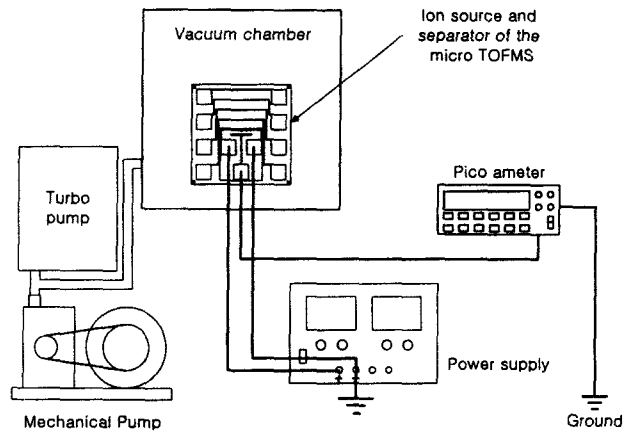 Ion source and
separator of the
micro TOFMS
Vacuum chamber
Pico ameter
Turbo
pump
Power supply
Mechanical Pump
Ground